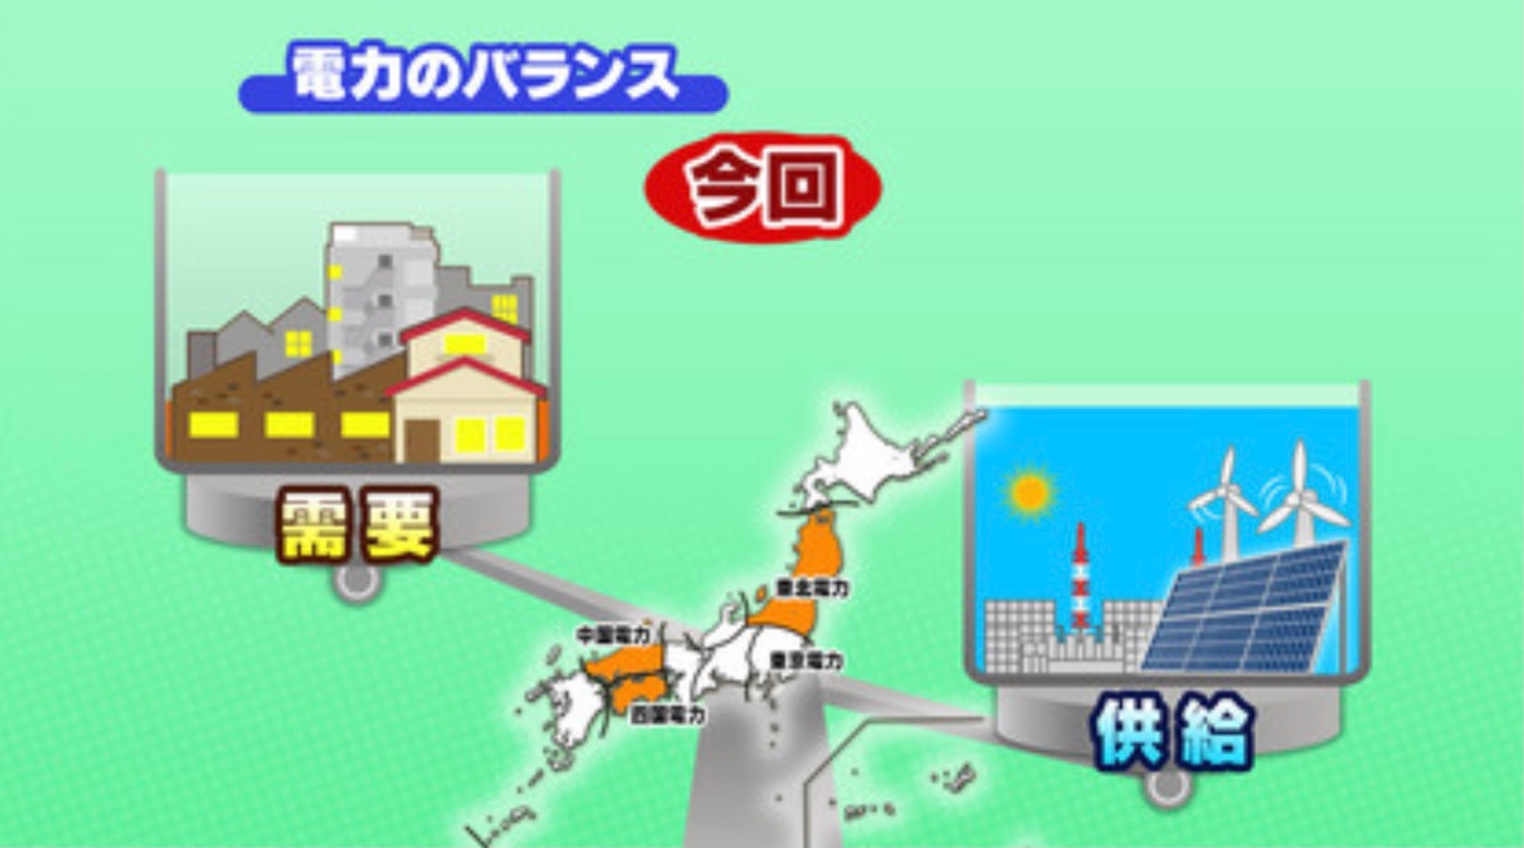 電力のバランス
今回
需要
東北電力
中国電力
東京電力
四国電力
供給